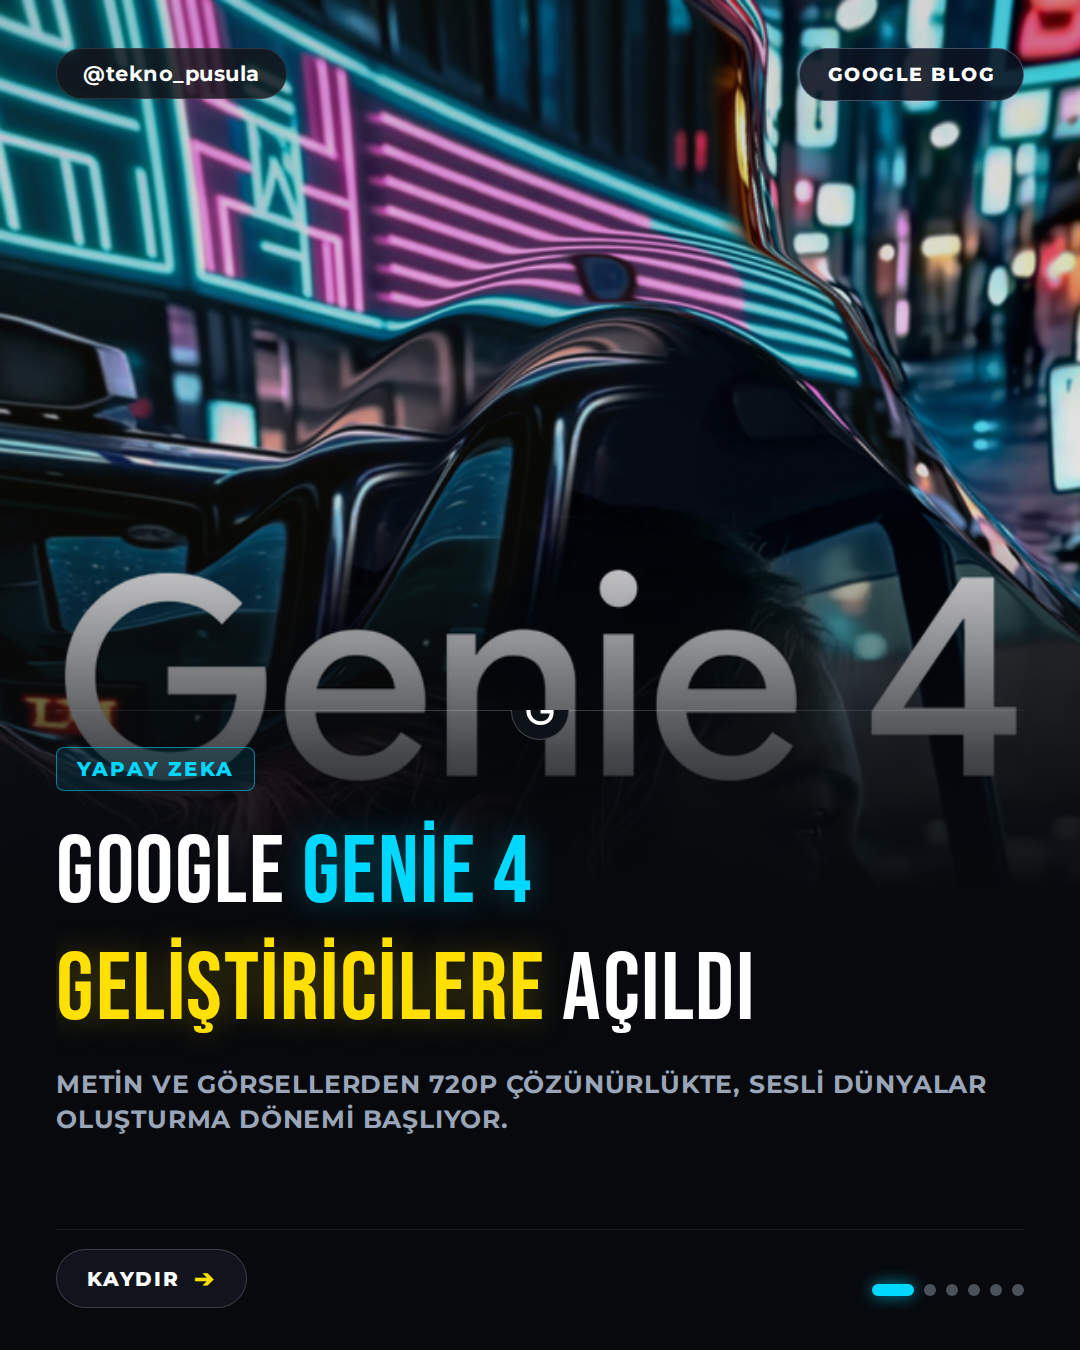 @tekno_pusula
GOOGLE BLOG
Genie 4
G
YAPAY ZEKA
GOOGLE GENİE 4
GELİŞTİRİCİLERE AÇILDI
METİN VE GÖRSELLERDEN 720P ÇÖZÜNÜRLÜKTE, SESLİ DÜNYALAR
OLUŞTURMA DÖNEMİ BAŞLIYOR.
KAYDIR ➔